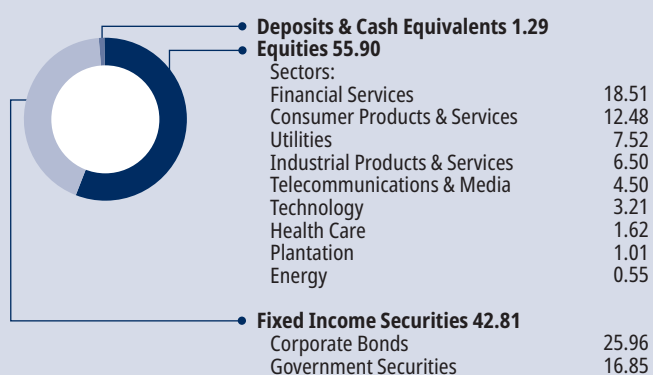 Deposits & Cash Equivalents 1.29
Equities 55.90
Sectors:
Financial Services 18.51
Consumer Products & Services 12.48
Utilities 7.52
Industrial Products & Services 6.50
Telecommunications & Media 4.50
Technology 3.21
Health Care 1.62
Plantation 1.01
Energy 0.55
Fixed Income Securities 42.81
Corporate Bonds 25.96
Government Securities 16.85